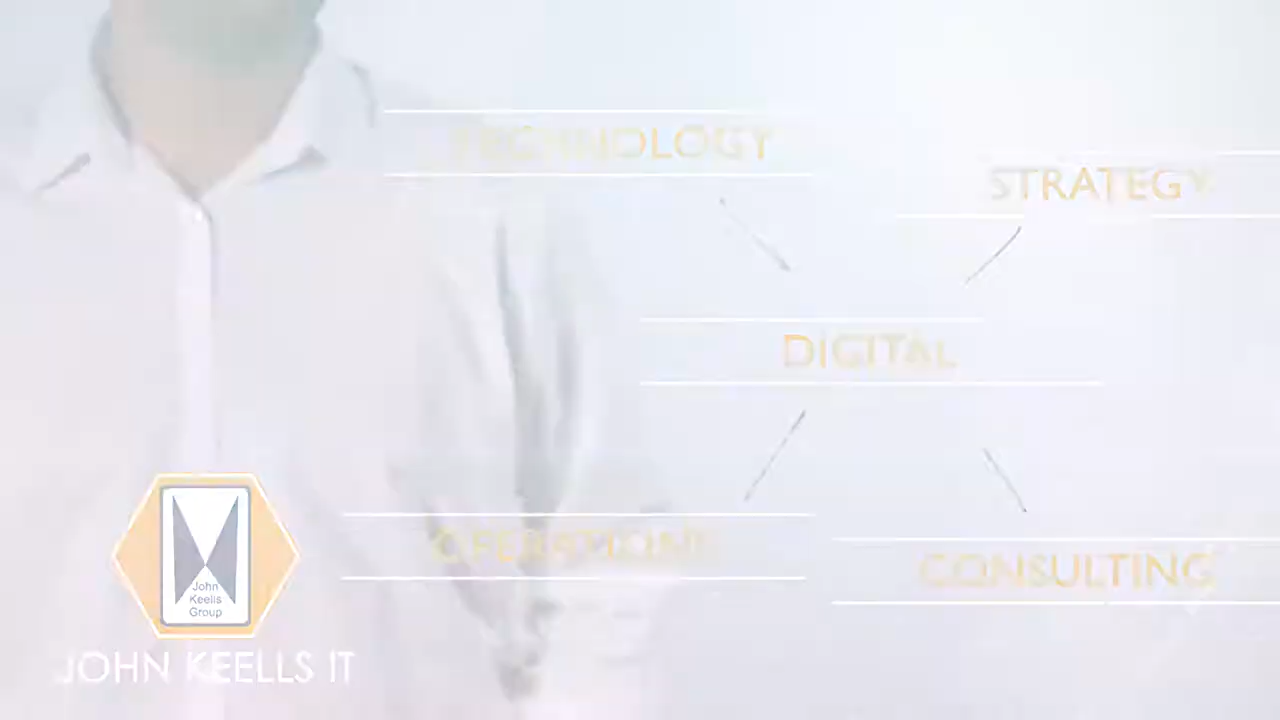 TECHNOLOGY
STRATEGY
DIGITAL
OPERATIONS
CONSULTING
John
Keells
Group
JOHN KEELLS IT